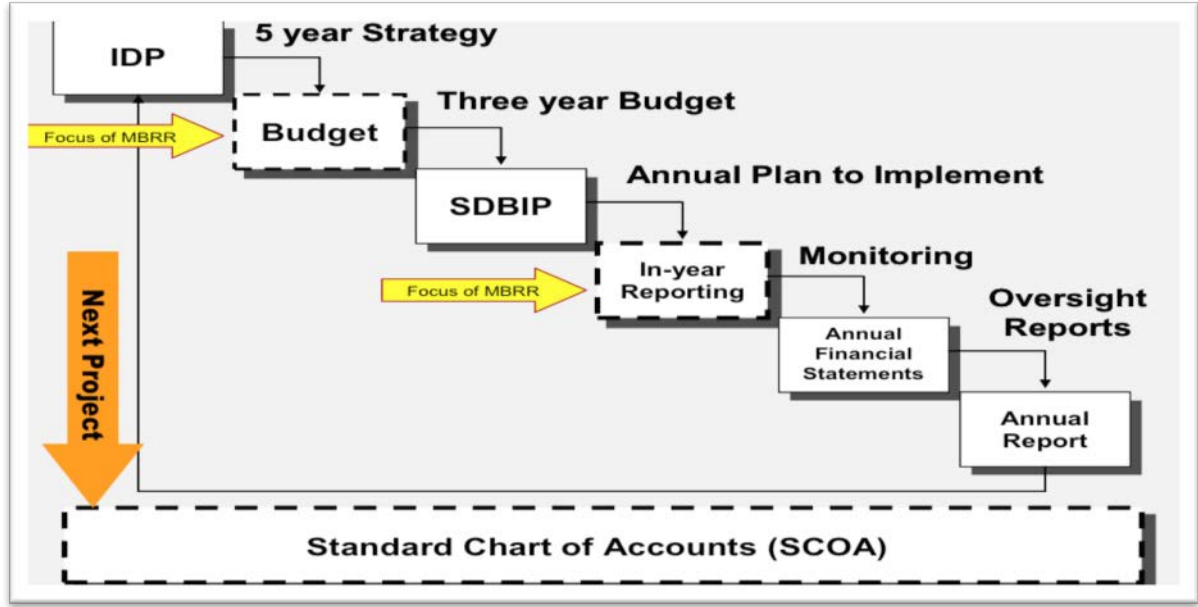 5 year Strategy
IDP
Three year Budget
Budget
Focus of MBRR
Annual Plan to Implement
SDBIP
Monitoring
In-year
Reporting
Focus of MBRR
Oversight
Reports
Annual
Financial
Statements
Next Project
Annual
Report
Standard Chart of Accounts (SCOA)